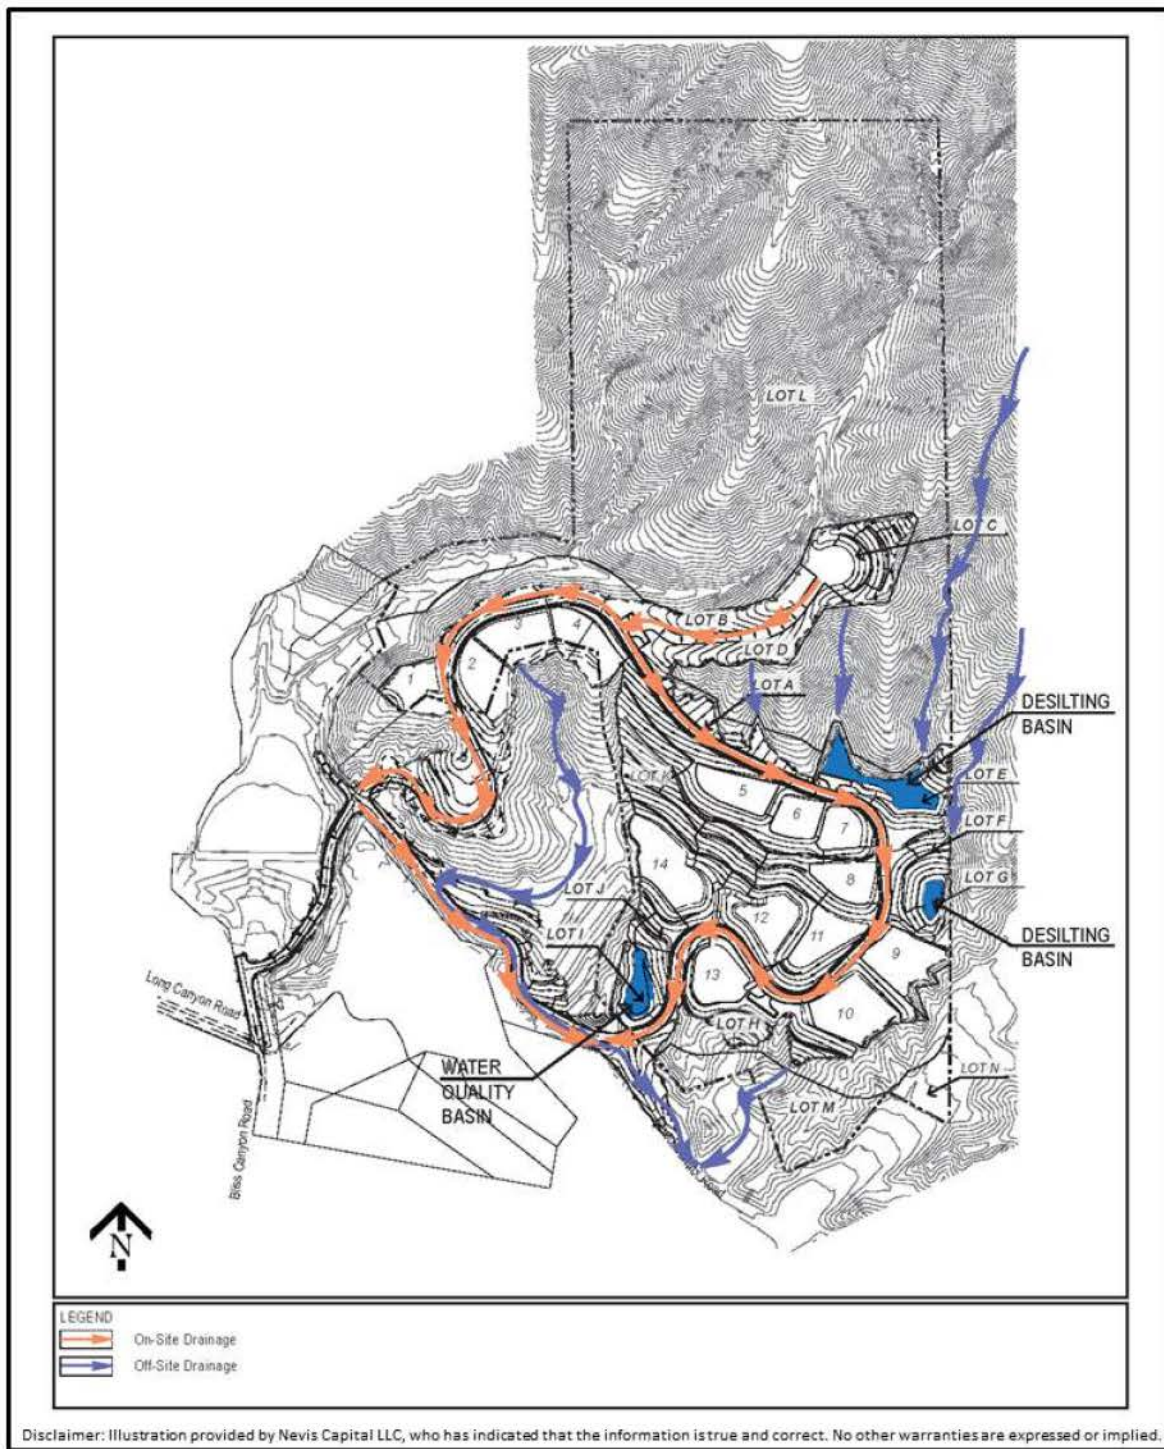 LOT L
LOT C
LOT B
3
4
LOT D
2
1
LOT A
DESILTING
BASIN
LOT K
LOT E
5
6
7
LOT F
14
8
LOT G
LOT J
12
LOT I
11
DESILTING
BASIN
9
13
Long Canyon Road
10
LOT H
WATER
QUALITY
BASIN
LOT N
LOT M
Bliss Canyon Road
Road
N
LEGEND
On-Site Drainage
Off-Site Drainage
Disclaimer: Illustration provided by Nevis Capital LLC, who has indicated that the information is true and correct. No other warranties are expressed or implied.